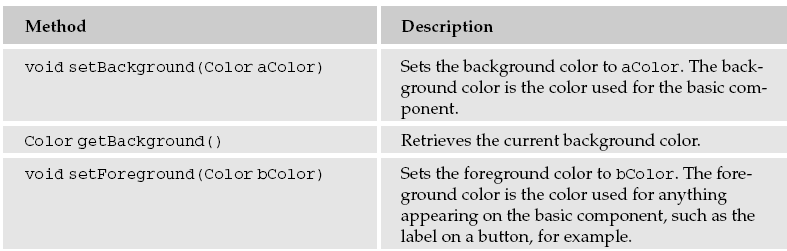 Method Description
void setBackground(Color aColor) Sets the background color to aColor. The back-
ground color is the color used for the basic com-
ponent.
Color getBackground() Retrieves the current background color.
void setForeground(Color bColor) Sets the foreground color to bColor. The fore-
ground color is the color used for anything
appearing on the basic component, such as the
label on a button, for example.